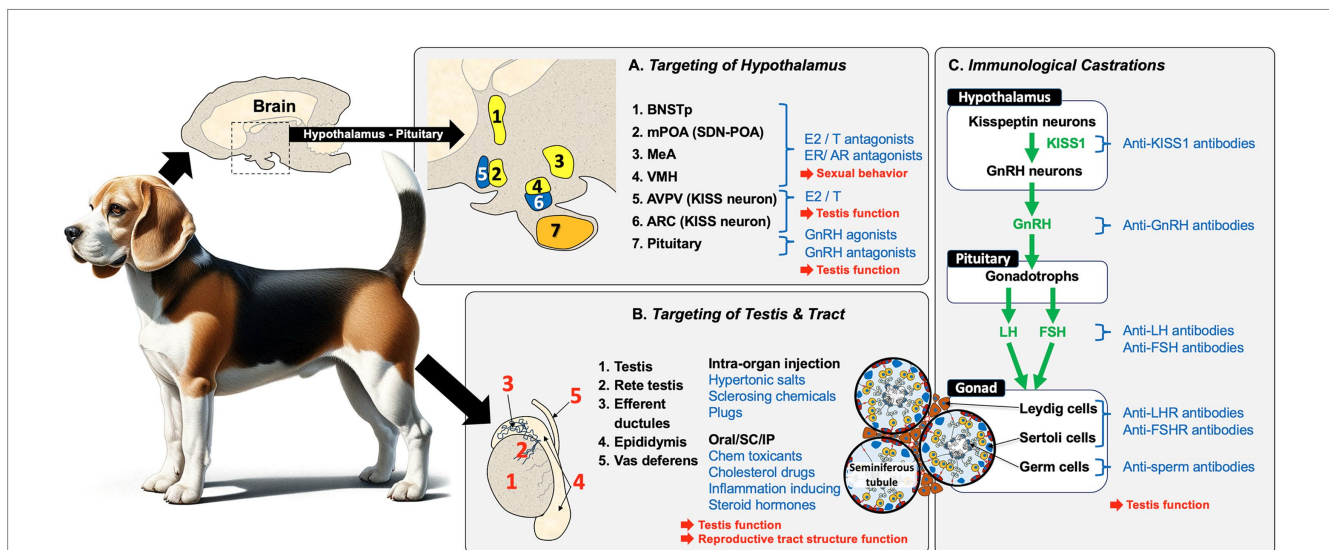 Brain
Hypothalamus - Pituitary
A. Targeting of Hypothalamus
1
2
3
4
5
6
7
1. BNSTp
2. mPOA (SDN-POA)
3. MeA
4. VMH
5. AVPV (KISS neuron)
6. ARC (KISS neuron)
7. Pituitary
E2 / T antagonists
ER/ AR antagonists
Sexual behavior
E2 / T
Testis function
GnRH agonists
GnRH antagonists
Testis function
B. Targeting of Testis & Tract
3
5
2
1
4
1. Testis
2. Rete testis
3. Efferent
ductules
4. Epididymis
5. Vas deferens
Intra-organ injection
Hypertonic salts
Sclerosing chemicals
Plugs
Oral/SC/IP
Chem toxicants
Cholesterol drugs
Inflammation inducing
Steroid hormones
Testis function
Reproductive tract structure function
Seminiferous
tubule
C. Immunological Castrations
Hypothalamus
Kisspeptin neurons
KISS1
Anti-KISS1 antibodies
GnRH neurons
GnRH
Anti-GnRH antibodies
Pituitary
Gonadotrophs
LH FSH
Anti-LH antibodies
Anti-FSH antibodies
Gonad
Leydig cells
Sertoli cells
Germ cells
Anti-LHR antibodies
Anti-FSHR antibodies
Anti-sperm antibodies
Testis function